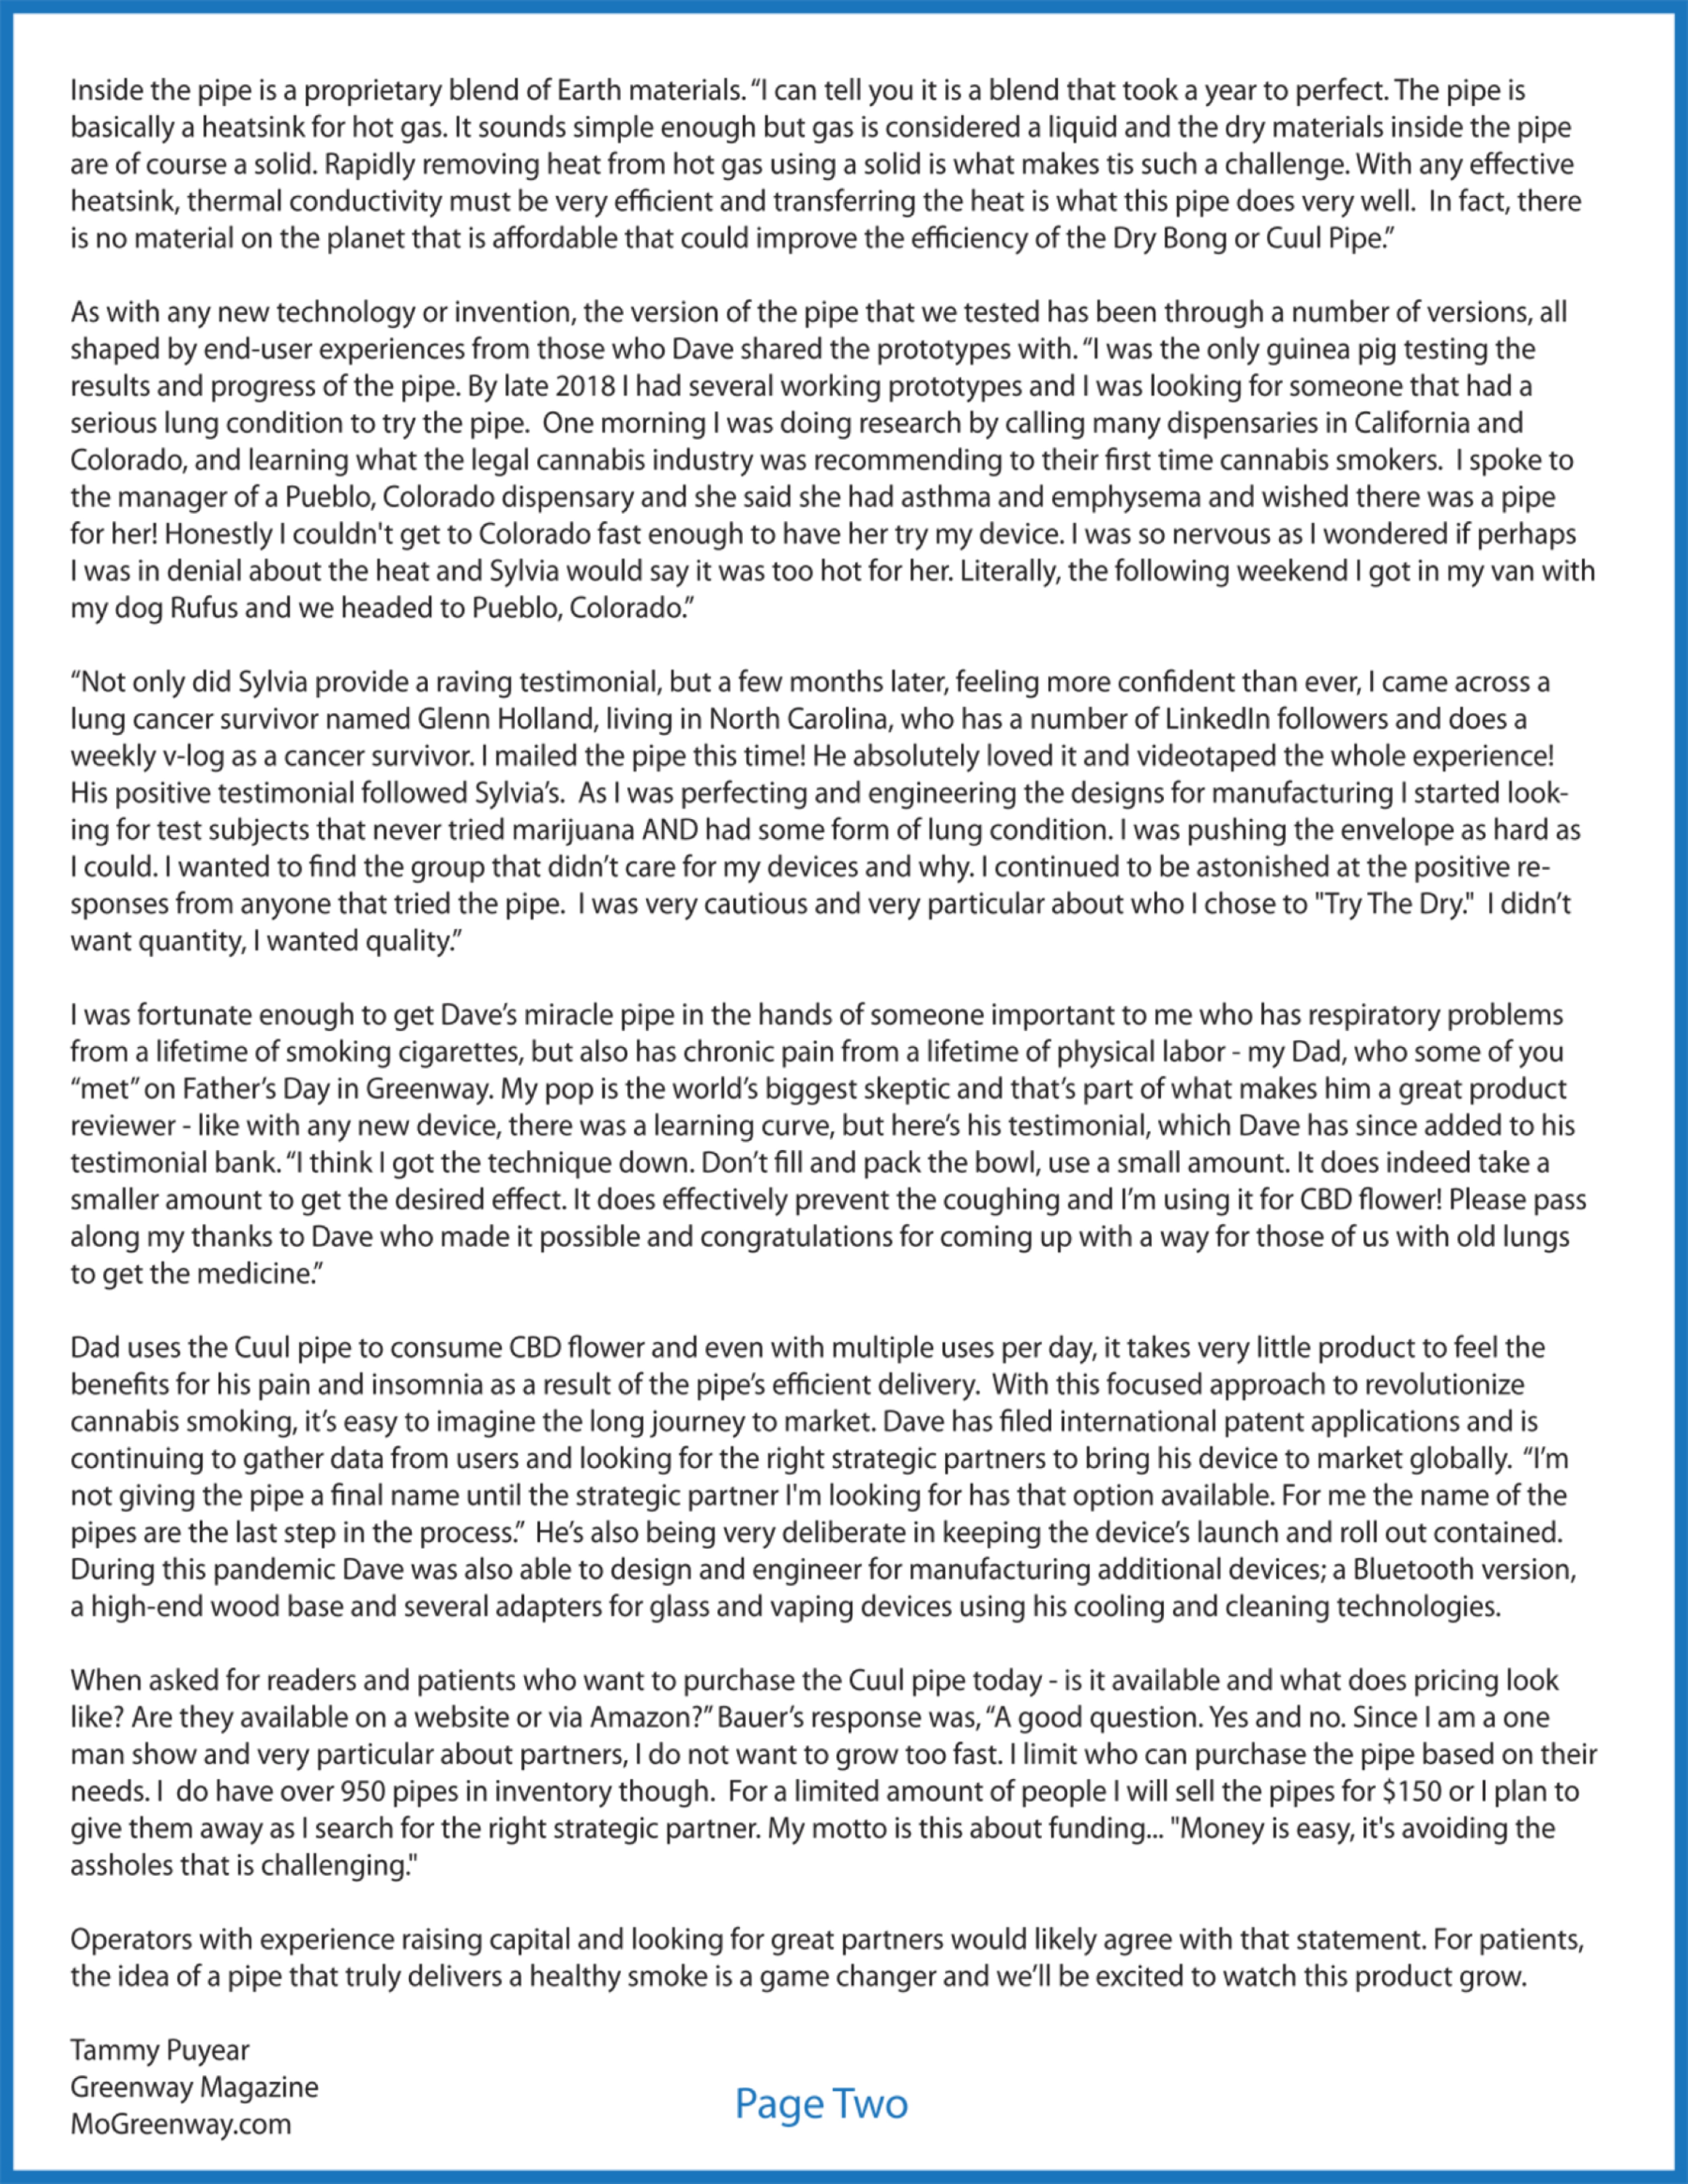 Inside the pipe is a proprietary blend of Earth materials. “I can tell you it is a blend that took a year to perfect. The pipe is
basically a heatsink for hot gas. It sounds simple enough but gas is considered a liquid and the dry materials inside the pipe
are of course a solid. Rapidly removing heat from hot gas using a solid is what makes tis such a challenge. With any effective
heatsink, thermal conductivity must be very efficient and transferring the heat is what this pipe does very well.  In fact, there
is no material on the planet that is affordable that could improve the efficiency of the Dry Bong or Cuul Pipe.”

As with any new technology or invention, the version of the pipe that we tested has been through a number of versions, all
shaped by end-user experiences from those who Dave shared the prototypes with. “I was the only guinea pig testing the
results and progress of the pipe. By late 2018 I had several working prototypes and I was looking for someone that had a
serious lung condition to try the pipe.  One morning I was doing research by calling many dispensaries in California and
Colorado, and learning what the legal cannabis industry was recommending to their first time cannabis smokers.  I spoke to
the manager of a Pueblo, Colorado dispensary and she said she had asthma and emphysema and wished there was a pipe
for her! Honestly I couldn't get to Colorado fast enough to have her try my device. I was so nervous as I wondered if perhaps
I was in denial about the heat and Sylvia would say it was too hot for her. Literally, the following weekend I got in my van with
my dog Rufus and we headed to Pueblo, Colorado.”

“Not only did Sylvia provide a raving testimonial, but a few months later, feeling more confident than ever, I came across a
lung cancer survivor named Glenn Holland, living in North Carolina, who has a number of LinkedIn followers and does a
weekly v-log as a cancer survivor. I mailed the pipe this time! He absolutely loved it and videotaped the whole experience!
His positive testimonial followed Sylvia’s.  As I was perfecting and engineering the designs for manufacturing I started look-
ing for test subjects that never tried marijuana AND had some form of lung condition. I was pushing the envelope as hard as
I could. I wanted to find the group that didn’t care for my devices and why. I continued to be astonished at the positive re-
sponses from anyone that tried the pipe.  I was very cautious and very particular about who I chose to "Try The Dry."  I didn’t
want quantity, I wanted quality.”

I was fortunate enough to get Dave’s miracle pipe in the hands of someone important to me who has respiratory problems
from a lifetime of smoking cigarettes, but also has chronic pain from a lifetime of physical labor - my Dad, who some of you
“met” on Father’s Day in Greenway. My pop is the world’s biggest skeptic and that’s part of what makes him a great product
reviewer - like with any new device, there was a learning curve, but here’s his testimonial, which Dave has since added to his
testimonial bank. “I think I got the technique down. Don’t fill and pack the bowl, use a small amount. It does indeed take a
smaller amount to get the desired effect. It does effectively prevent the coughing and I’m using it for CBD flower! Please pass
along my thanks to Dave who made it possible and congratulations for coming up with a way for those of us with old lungs
to get the medicine.”

Dad uses the Cuul pipe to consume CBD flower and even with multiple uses per day, it takes very little product to feel the
benefits for his pain and insomnia as a result of the pipe’s efficient delivery.  With this focused approach to revolutionize
cannabis smoking, it’s easy to imagine the long journey to market. Dave has filed international patent applications and is
continuing to gather data from users and looking for the right strategic partners to bring his device to market globally.  “I’m
not giving the pipe a final name until the strategic partner I'm looking for has that option available. For me the name of the
pipes are the last step in the process.”  He’s also being very deliberate in keeping the device’s launch and roll out contained.
During this pandemic Dave was also able to design and engineer for manufacturing additional devices; a Bluetooth version,
a high-end wood base and several adapters for glass and vaping devices using his cooling and cleaning technologies.

When asked for readers and patients who want to purchase the Cuul pipe today - is it available and what does pricing look
like? Are they available on a website or via Amazon?” Bauer’s response was, “A good question. Yes and no. Since I am a one
man show and very particular about partners, I do not want to grow too fast. I limit who can purchase the pipe based on their
needs. I  do have over 950 pipes in inventory though.  For a limited amount of people I will sell the pipes for $150 or I plan to
give them away as I search for the right strategic partner. My motto is this about funding... "Money is easy, it's avoiding the
assholes that is challenging."

Operators with experience raising capital and looking for great partners would likely agree with that statement. For patients,
the idea of a pipe that truly delivers a healthy smoke is a game changer and we’ll be excited to watch this product grow.

Tammy Puyear
Greenway Magazine
MoGreenway.com
Page Two